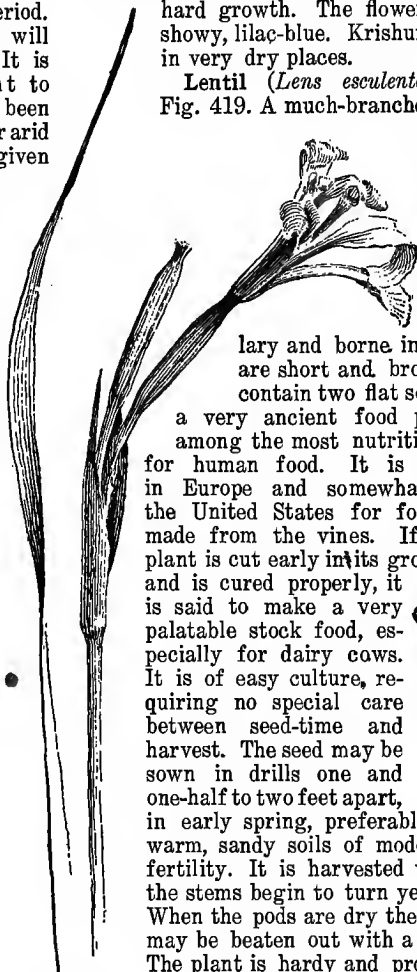 eriod.
will
It is
t to
been
r arid
given
hard growth. The flower
showy, lilac-blue. Krishu
in very dry places.
Lentil (Lens esculent
Fig. 419. A much-branche
lary and borne in
are short and bro
contain two flat s
a very ancient food p
among the most nutriti
for human food. It is
in Europe and somewha
the United States for fo
made from the vines. If
plant is cut early in its gro
and is cured properly, it
is said to make a very
palatable stock food, es-
pecially for dairy cows.
It is of easy culture, re-
quiring no special care
between seed-time and
harvest. The seed may be
sown in drills one and
one-half to two feet apart,
in early spring, preferabl
warm, sandy soils of mod
fertility. It is harvested
the stems begin to turn ye
When the pods are dry the
may be beaten out with a
The plant is hardy and pro